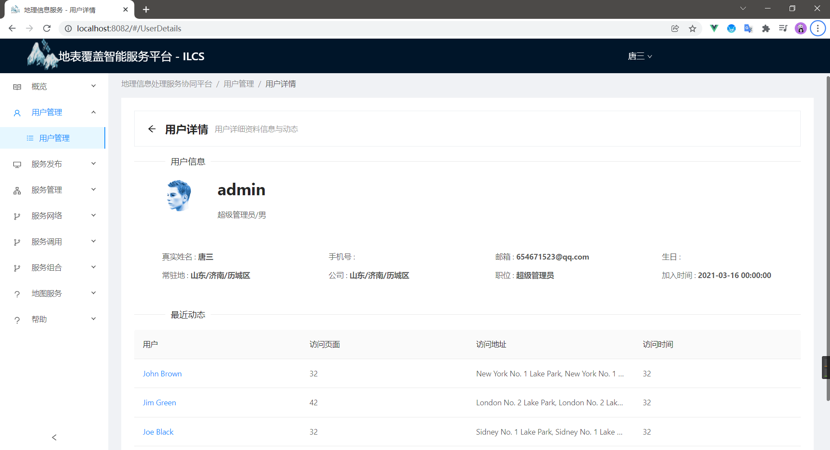 地理信息服务 - 用户详情
localhost:8082/#/UserDetails
地表覆盖智能服务平台 - ILCS
唐三
概览
用户管理
用户管理
服务发布
服务管理
服务网络
服务调用
服务组合
地图服务
帮助
地理信息处理服务协同平台 / 用户管理 / 用户详情
用户详情 用户详细资料信息与动态
用户信息
admin
超级管理员/男
真实姓名 : 唐三 手机号 : 邮箱 : 654671523@qq.com 生日 :
常驻地 : 山东/济南/历城区 公司 : 山东/济南/历城区 职位 : 超级管理员 加入时间 : 2021-03-16 00:00:00
最近动态
用户 访问页面 访问地址 访问时间
John Brown 32 New York No. 1 Lake Park, New York No. 1 ... 32
Jim Green 42 London No. 2 Lake Park, London No. 2 Lak... 32
Joe Black 32 Sidney No. 1 Lake Park, Sidney No. 1 Lake ... 32